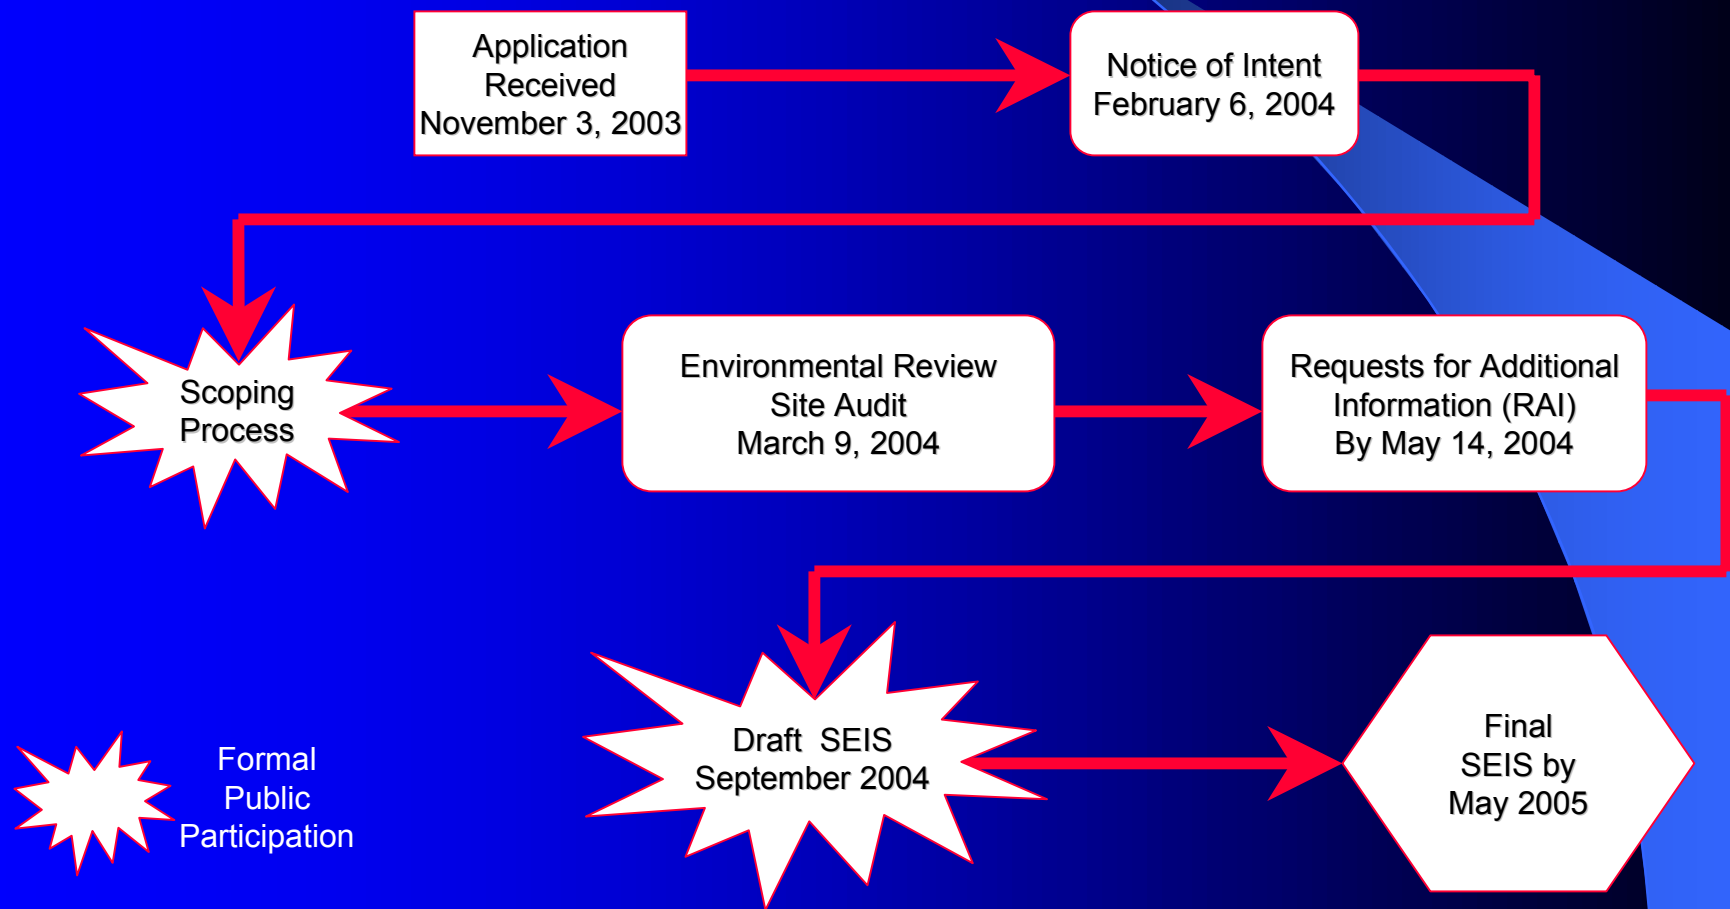 Application
Received
November 3, 2003
Notice of Intent
February 6, 2004
Scoping
Process
Environmental Review
Site Audit
March 9, 2004
Requests for Additional
Information (RAI)
By May 14, 2004
Draft SEIS
September 2004
Final
SEIS by
May 2005
Formal
Public
Participation